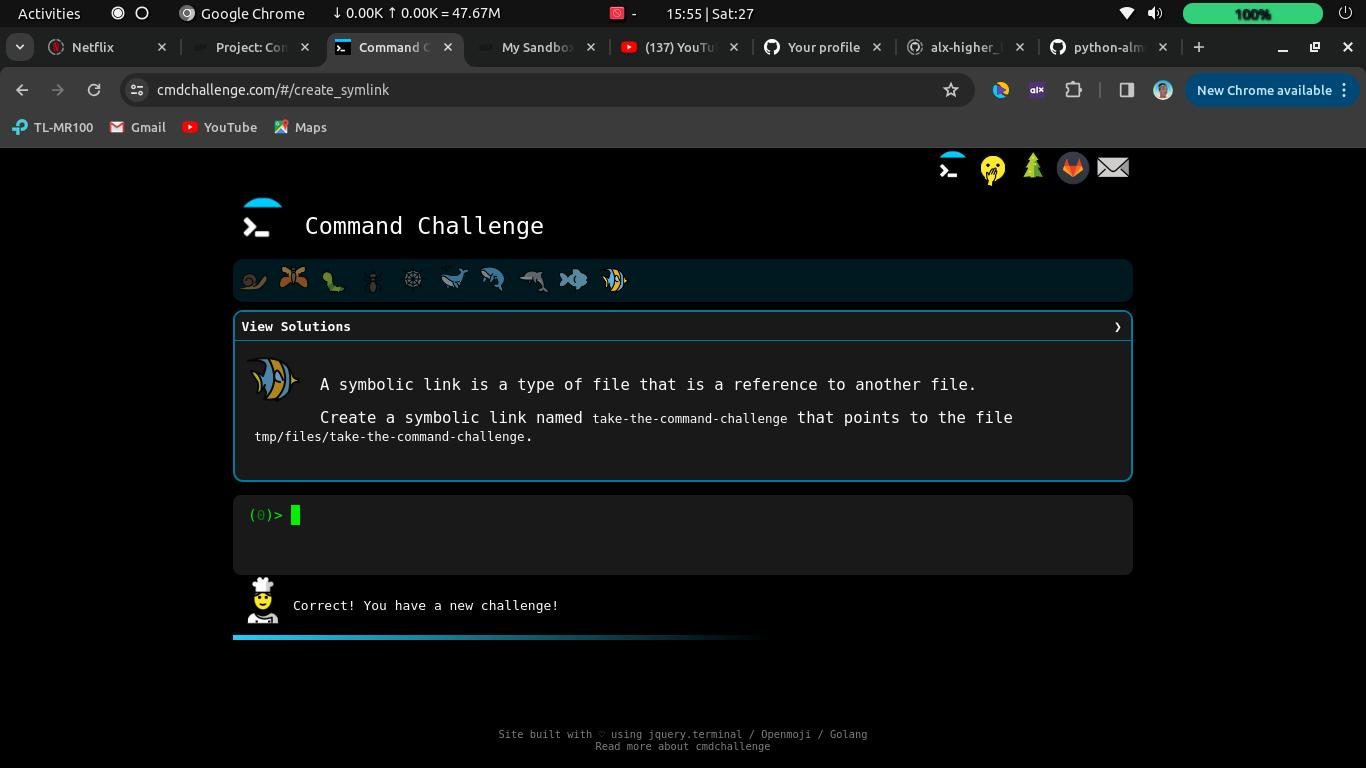 Activities Google Chrome ↓ 0.00K ↑ 0.00K = 47.67M - 15:55 | Sat:27 100%
Netflix Project: Con Command C My Sandbox (137) YouTu Your profile alx-higher_ python-alm
cmdchallenge.com/#/create_symlink alx New Chrome available
TL-MR100 Gmail YouTube Maps
Command Challenge
View Solutions
A symbolic link is a type of file that is a reference to another file.
Create a symbolic link named take-the-command-challenge that points to the file
tmp/files/take-the-command-challenge.
(0)>
Correct! You have a new challenge!
Site built with ♡ using jquery.terminal / Openmoji / Golang
Read more about cmdchallenge